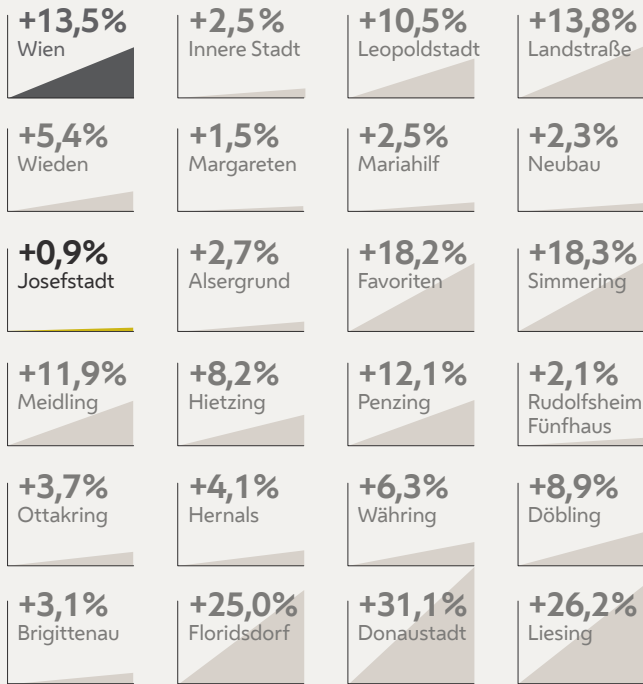 +13,5%
Wien
+2,5%
Innere Stadt
+10,5%
Leopoldstadt
+13,8%
Landstraße
+5,4%
Wieden
+1,5%
Margareten
+2,5%
Mariahilf
+2,3%
Neubau
+0,9%
Josefstadt
+2,7%
Alsergrund
+18,2%
Favoriten
+18,3%
Simmering
+11,9%
Meidling
+8,2%
Hietzing
+12,1%
Penzing
+2,1%
Rudolfsheim
Fünfhaus
+3,7%
Ottakring
+4,1%
Hernals
+6,3%
Währing
+8,9%
Döbling
+3,1%
Brigittenau
+25,0%
Floridsdorf
+31,1%
Donaustadt
+26,2%
Liesing